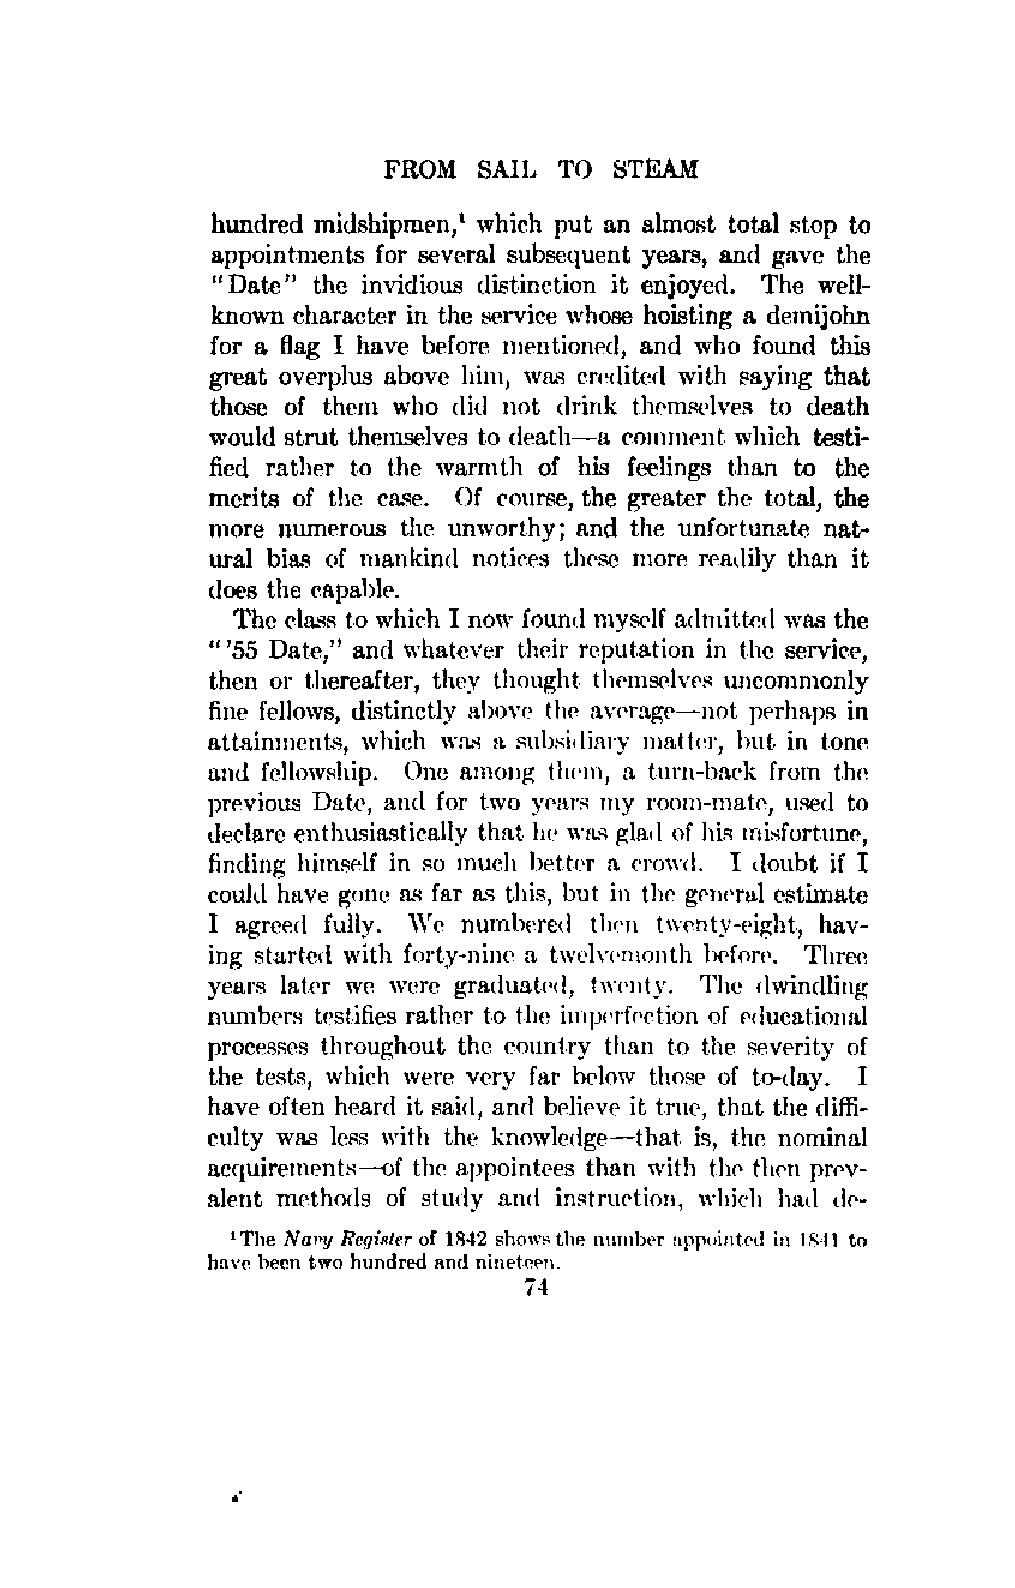 FROM SAIL TO STEAM
hundred midshipmen,¹ which put an almost total stop to
appointments for several subsequent years, and gave the
"Date" the invidious distinction it enjoyed. The well-
known character in the service whose hoisting a demijohn
for a flag I have before mentioned, and who found this
great overplus above him, was credited with saying that
those of them who did not drink themselves to death
would strut themselves to death—a comment which testi-
fied rather to the warmth of his feelings than to the
merits of the case. Of course, the greater the total, the
more numerous the unworthy; and the unfortunate nat-
ural bias of mankind notices these more readily than it
does the capable.
The class to which I now found myself admitted was the
"'55 Date," and whatever their reputation in the service,
then or thereafter, they thought themselves uncommonly
fine fellows, distinctly above the average—not perhaps in
attainments, which was a subsidiary matter, but in tone
and fellowship. One among them, a turn-back from the
previous Date, and for two years my room-mate, used to
declare enthusiastically that he was glad of his misfortune,
finding himself in so much better a crowd. I doubt if I
could have gone as far as this, but in the general estimate
I agreed fully. We numbered then twenty-eight, hav-
ing started with forty-nine a twelvemonth before. Three
years later we were graduated, twenty. The dwindling
numbers testifies rather to the imperfection of educational
processes throughout the country than to the severity of
the tests, which were very far below those of to-day. I
have often heard it said, and believe it true, that the diffi-
culty was less with the knowledge—that is, the nominal
acquirements—of the appointees than with the then prev-
alent methods of study and instruction, which had de-
¹The Navy Register of 1842 shows the number appointed in 1841 to
have been two hundred and nineteen.
74